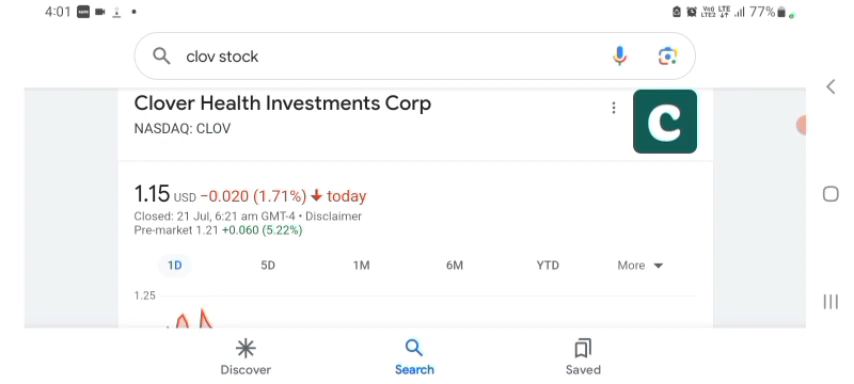 4:01
77%
clov stock
Clover Health Investments Corp
NASDAQ: CLOV
C
1.15 USD −0.020 (1.71%) ↓ today
Closed: 21 Jul, 6:21 am GMT-4 • Disclaimer
Pre-market 1.21 +0.060 (5.22%)
1D 5D 1M 6M YTD More
1.25
Discover Search Saved